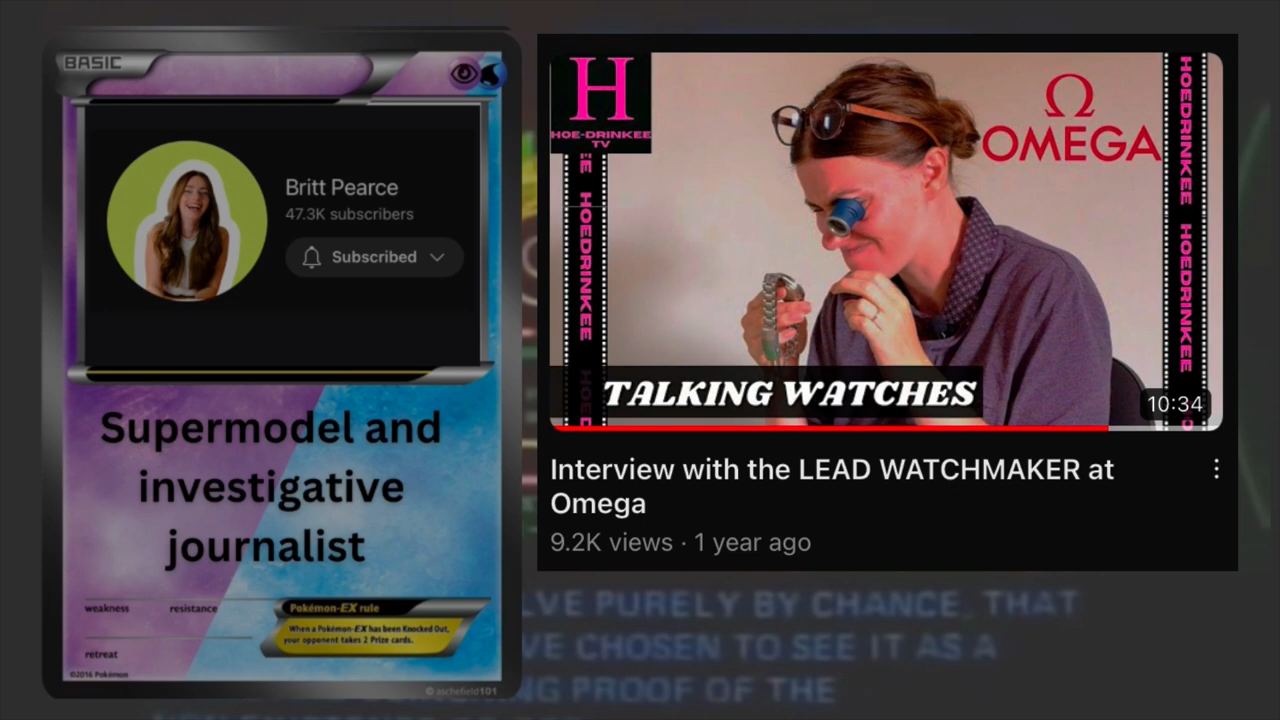 BASIC
Britt Pearce
47.3K subscribers
Subscribed
Supermodel and
investigative
journalist
weakness
resistance
Pokémon-EX rule
When a Pokémon-EX has been Knocked Out,
your opponent takes 2 Prize cards.
retreat
©2016 Pokémon
© aschefield101
H
HOE-DRINKEE
TV
HOEDRINKEE
Ω
OMEGA
HOEDRINKEE
HOEDRINKEE
TALKING WATCHES
10:34
Interview with the LEAD WATCHMAKER at
Omega
9.2K views · 1 year ago
PURELY BY CHANCE, THAT
CHOSEN TO SEE IT AS A
PROOF OF THE